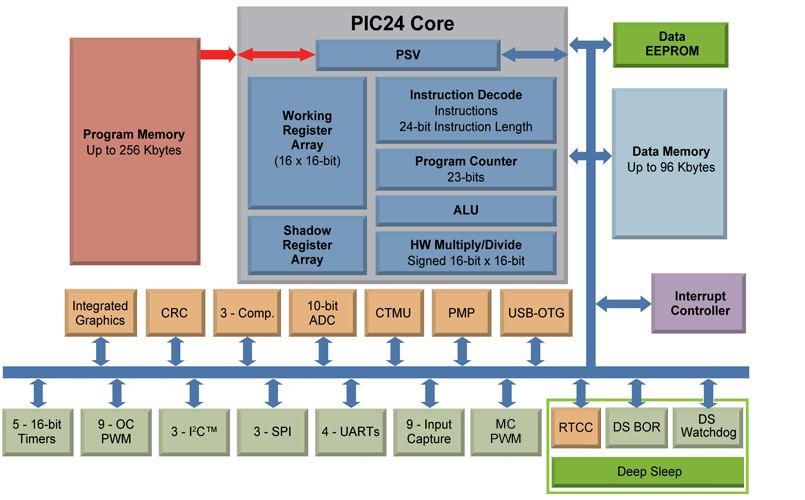 PIC24 Core
PSV
Data
EEPROM
Program Memory
Up to 256 Kbytes
Working
Register
Array
(16 x 16-bit)
Instruction Decode
Instructions
24-bit Instruction Length
Program Counter
23-bits
ALU
Shadow
Register
Array
HW Multiply/Divide
Signed 16-bit x 16-bit
Data Memory
Up to 96 Kbytes
Interrupt
Controller
Integrated
Graphics
CRC
3 - Comp.
10-bit
ADC
CTMU
PMP
USB-OTG
5 - 16-bit
Timers
9 - OC
PWM
3 - I²C™
3 - SPI
4 - UARTs
9 - Input
Capture
MC
PWM
RTCC
DS BOR
DS
Watchdog
Deep Sleep